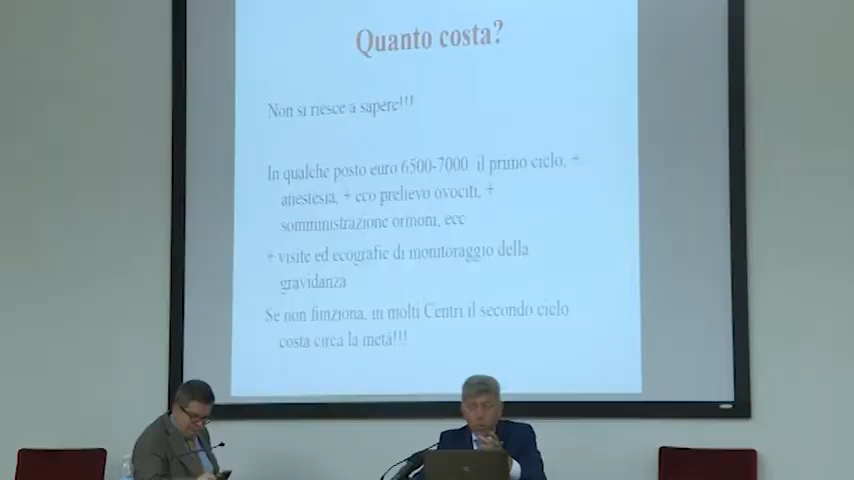 Quanto costa?
Non si riesce a sapere!!!
In qualche posto euro 6500-7000 il primo ciclo, +
anestesia, + eco prelievo ovociti, +
somministrazione ormoni, ecc
+ visite ed ecografie di monitoraggio della
gravidanza
Se non funziona, in molti Centri il secondo ciclo
costa circa la metà!!!